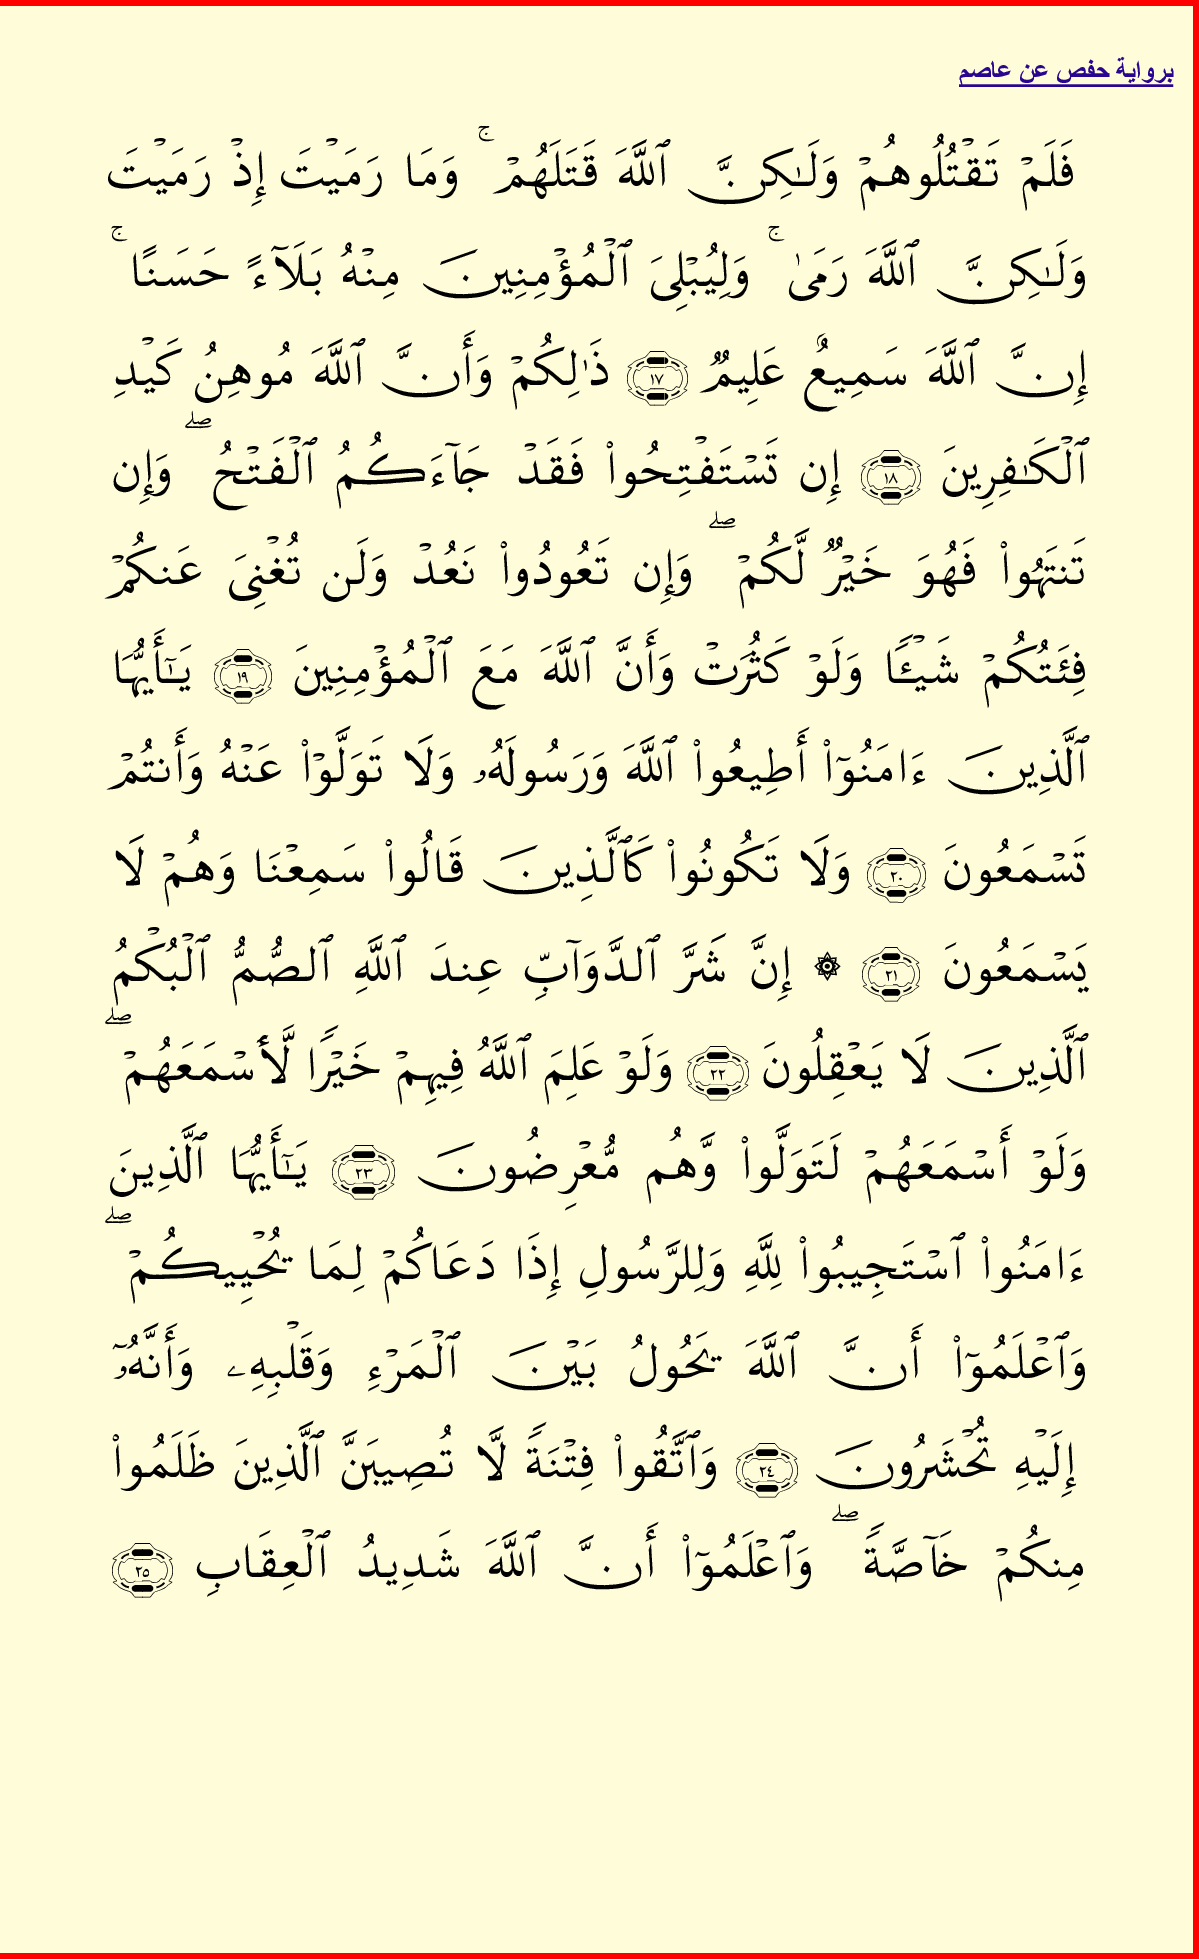 برواية حفص عن عاصم
فَلَمۡ تَقۡتُلُوهُمۡ وَلَٰكِنَّ ٱللَّهَ قَتَلَهُمۡۚ وَمَا رَمَيۡتَ إِذۡ رَمَيۡتَ
وَلَٰكِنَّ ٱللَّهَ رَمَىٰۚ وَلِيُبۡلِيَ ٱلۡمُؤۡمِنِينَ مِنۡهُ بَلَآءً حَسَنًاۚ
إِنَّ ٱللَّهَ سَمِيعٌ عَلِيمٞ ١٧ ذَٰلِكُمۡ وَأَنَّ ٱللَّهَ مُوهِنُ كَيۡدِ
ٱلۡكَٰفِرِينَ ١٨ إِن تَسۡتَفۡتِحُواْ فَقَدۡ جَآءَكُمُ ٱلۡفَتۡحُۖ وَإِن
تَنتَهُواْ فَهُوَ خَيۡرٞ لَّكُمۡۖ وَإِن تَعُودُواْ نَعُدۡ وَلَن تُغۡنِيَ عَنكُمۡ
فِئَتُكُمۡ شَيۡـٔٗا وَلَوۡ كَثُرَتۡ وَأَنَّ ٱللَّهَ مَعَ ٱلۡمُؤۡمِنِينَ ١٩ يَٰٓأَيُّهَا
ٱلَّذِينَ ءَامَنُوٓاْ أَطِيعُواْ ٱللَّهَ وَرَسُولَهُۥ وَلَا تَوَلَّوۡاْ عَنۡهُ وَأَنتُمۡ
تَسۡمَعُونَ ٢٠ وَلَا تَكُونُواْ كَٱلَّذِينَ قَالُواْ سَمِعۡنَا وَهُمۡ لَا
يَسۡمَعُونَ ٢١ ۞ إِنَّ شَرَّ ٱلدَّوَآبِّ عِندَ ٱللَّهِ ٱلصُّمُّ ٱلۡبُكۡمُ
ٱلَّذِينَ لَا يَعۡقِلُونَ ٢٢ وَلَوۡ عَلِمَ ٱللَّهُ فِيهِمۡ خَيۡرٗا لَّأَسۡمَعَهُمۡۖ
وَلَوۡ أَسۡمَعَهُمۡ لَتَوَلَّواْ وَّهُم مُّعۡرِضُونَ ٢٣ يَٰٓأَيُّهَا ٱلَّذِينَ
ءَامَنُواْ ٱسۡتَجِيبُواْ لِلَّهِ وَلِلرَّسُولِ إِذَا دَعَاكُمۡ لِمَا يُحۡيِيكُمۡۖ
وَٱعۡلَمُوٓاْ أَنَّ ٱللَّهَ يَحُولُ بَيۡنَ ٱلۡمَرۡءِ وَقَلۡبِهِۦ وَأَنَّهُۥٓ
إِلَيۡهِ تُحۡشَرُونَ ٢٤ وَٱتَّقُواْ فِتۡنَةٗ لَّا تُصِيبَنَّ ٱلَّذِينَ ظَلَمُواْ
مِنكُمۡ خَآصَّةٗۖ وَٱعۡلَمُوٓاْ أَنَّ ٱللَّهَ شَدِيدُ ٱلۡعِقَابِ ٢٥